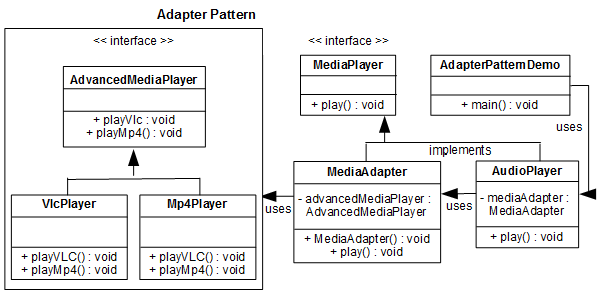 Adapter Pattern
<< interface >>
AdvancedMediaPlayer
+ playVlc : void
+ playMp4() : void
VlcPlayer
+ playVLC() : void
+ playMp4() : void
Mp4Player
+ playVLC() : void
+ playMp4() : void
<< interface >>
MediaPlayer
+ play() : void
AdapterPatternDemo
+ main() : void
uses
implements
MediaAdapter
- advancedMediaPlayer :
AdvancedMediaPlayer
+ MediaAdapter() : void
+ play() : void
uses
AudioPlayer
- mediaAdapter :
MediaAdapter
+ play() : void
uses